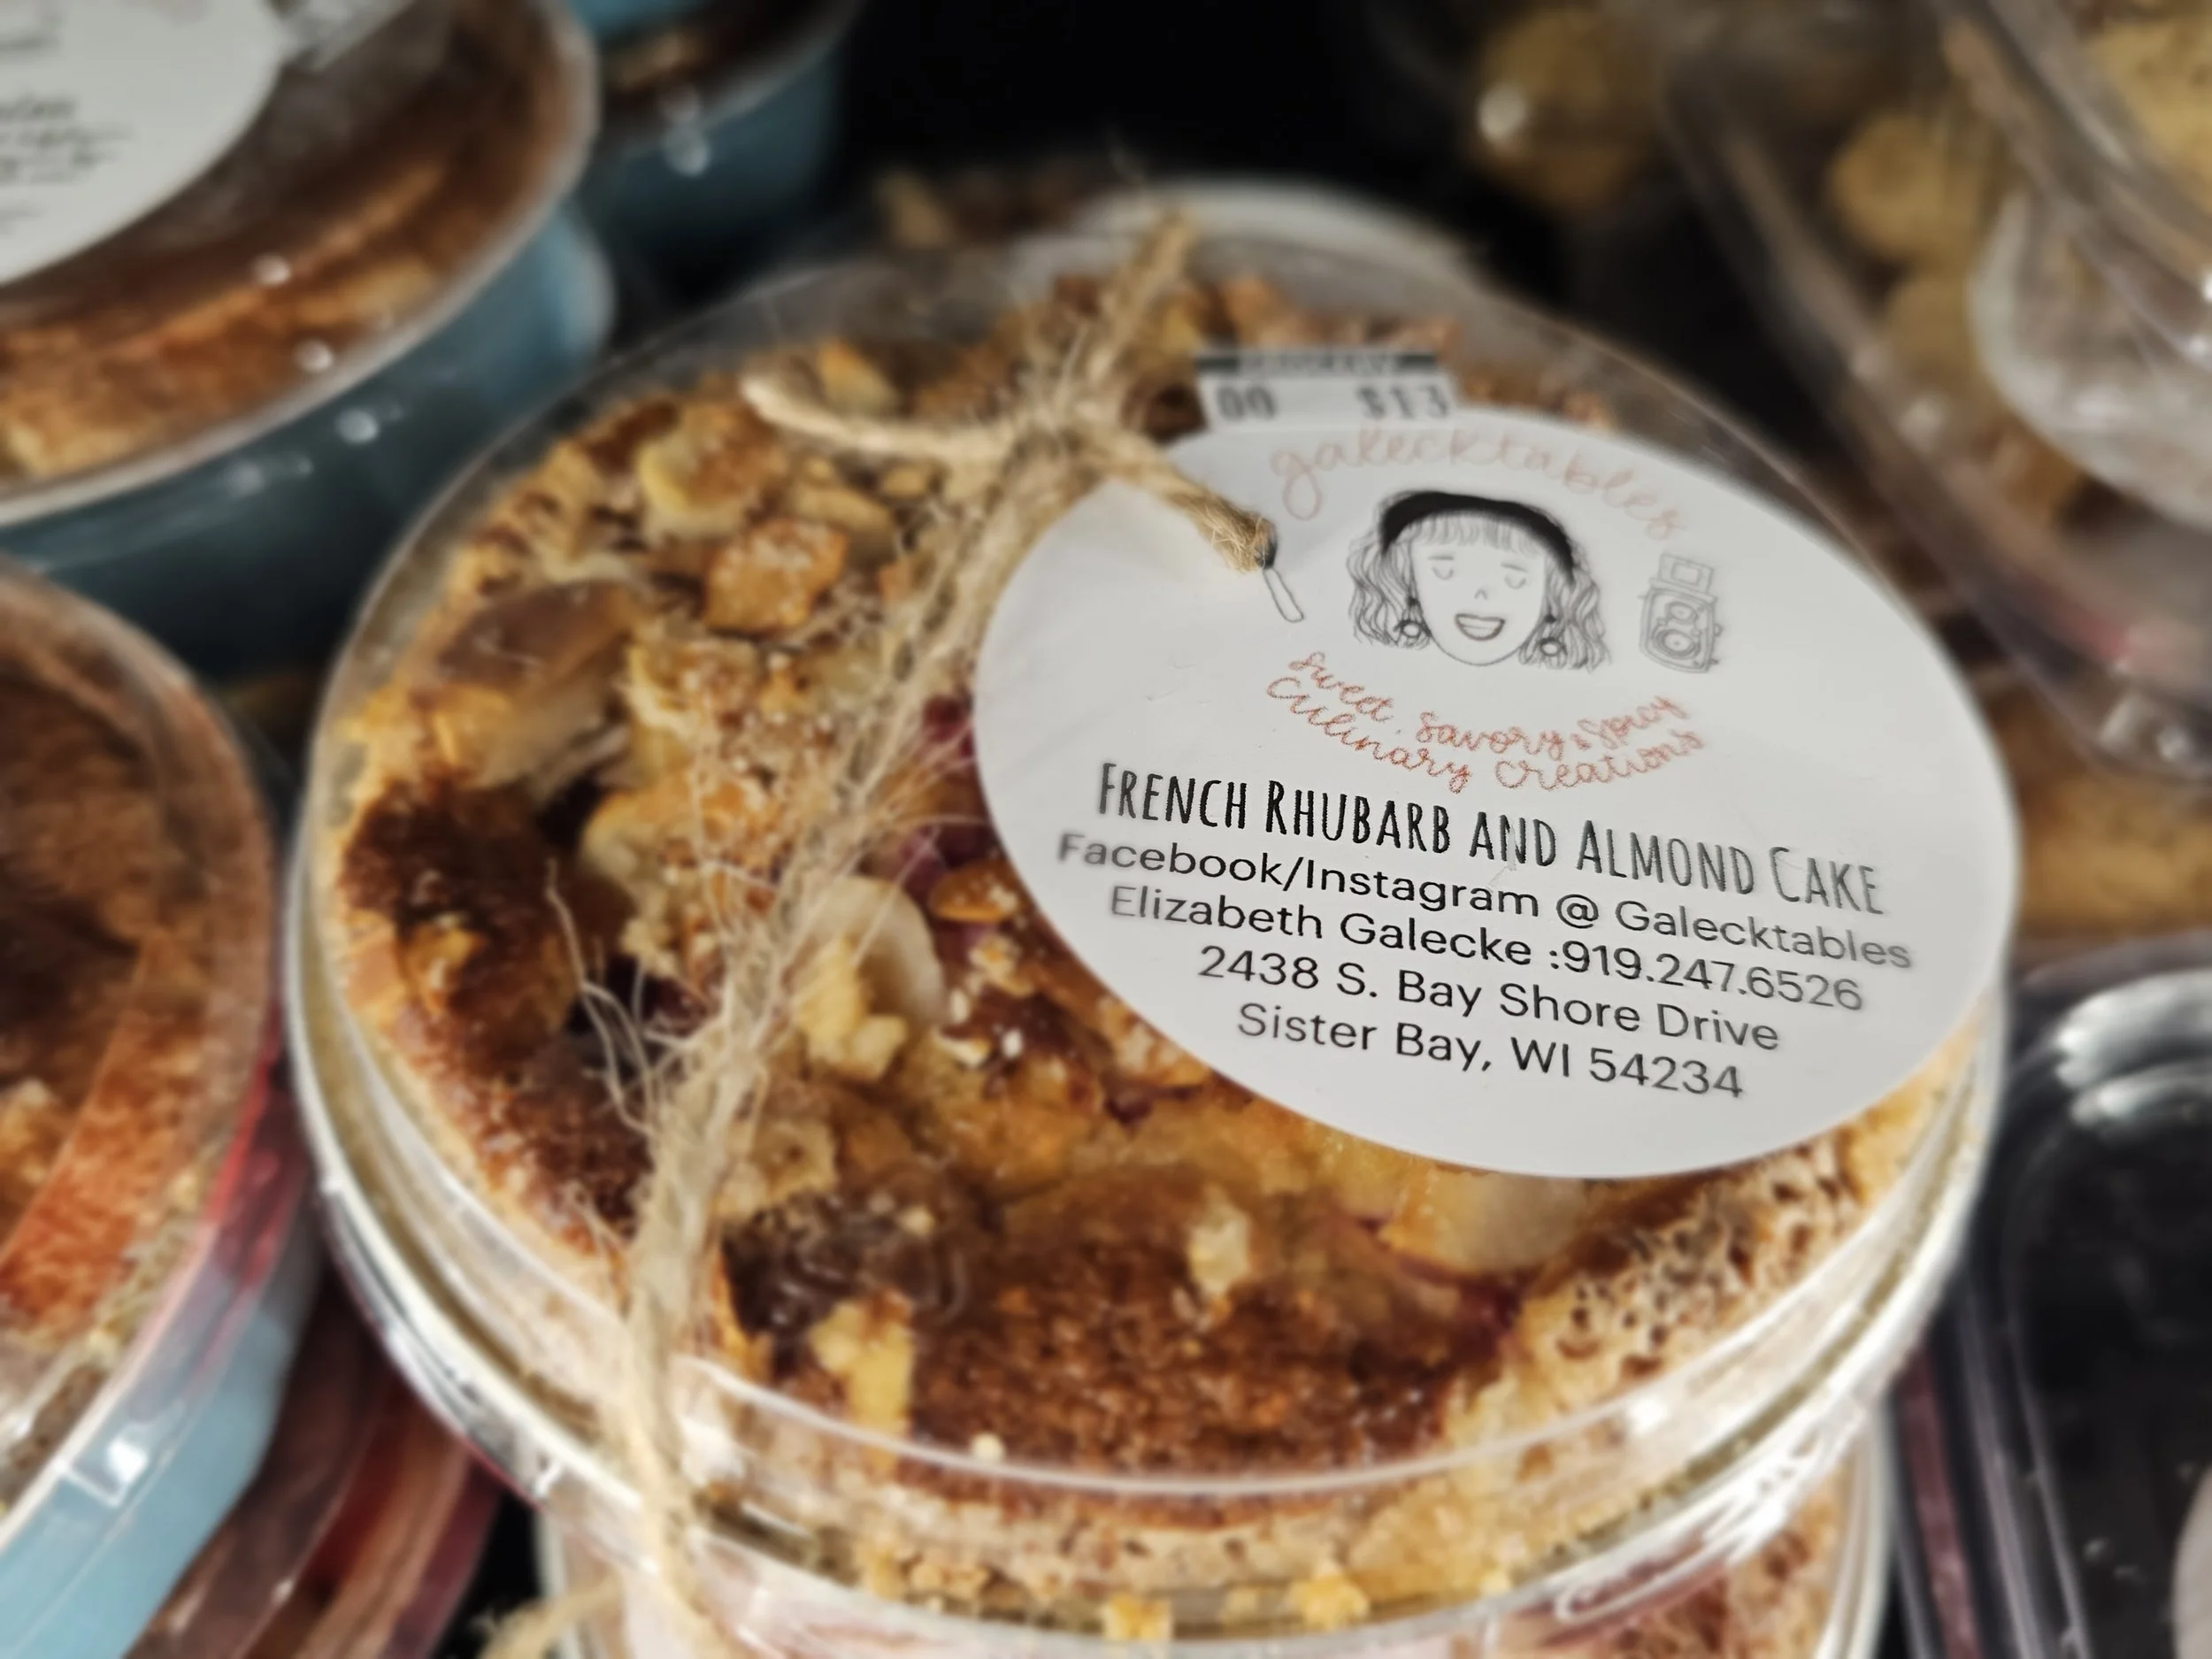 00 $13
galecktables
Sweet, Savory & Spicy
Culinary Creations
French Rhubarb and Almond Cake
Facebook/Instagram @ Galecktables
Elizabeth Galecke :919.247.6526
2438 S. Bay Shore Drive
Sister Bay, WI 54234